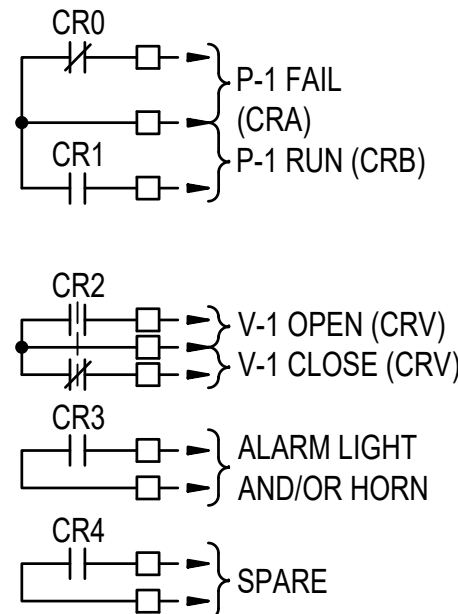 CR0
P-1 FAIL
(CRA)
CR1
P-1 RUN (CRB)
CR2
V-1 OPEN (CRV)
V-1 CLOSE (CRV)
CR3
ALARM LIGHT
AND/OR HORN
CR4
SPARE